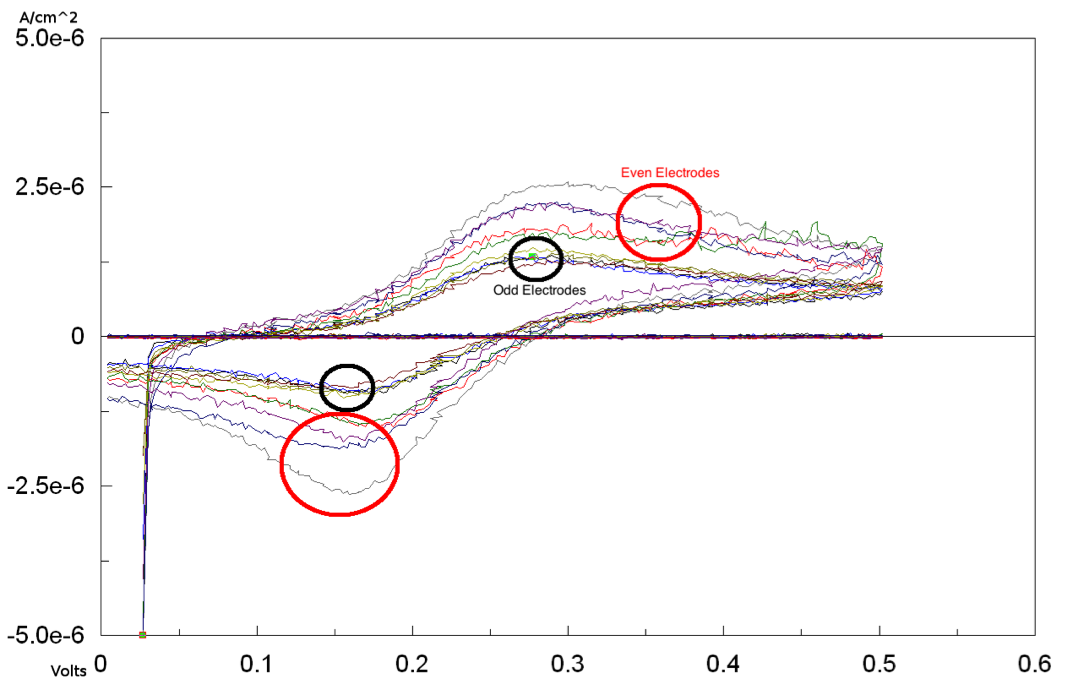 A/cm^2
5.0e-6
Even Electrodes
2.5e-6
Odd Electrodes
0
-2.5e-6
-5.0e-6
Volts 0 0.1 0.2 0.3 0.4 0.5 0.6